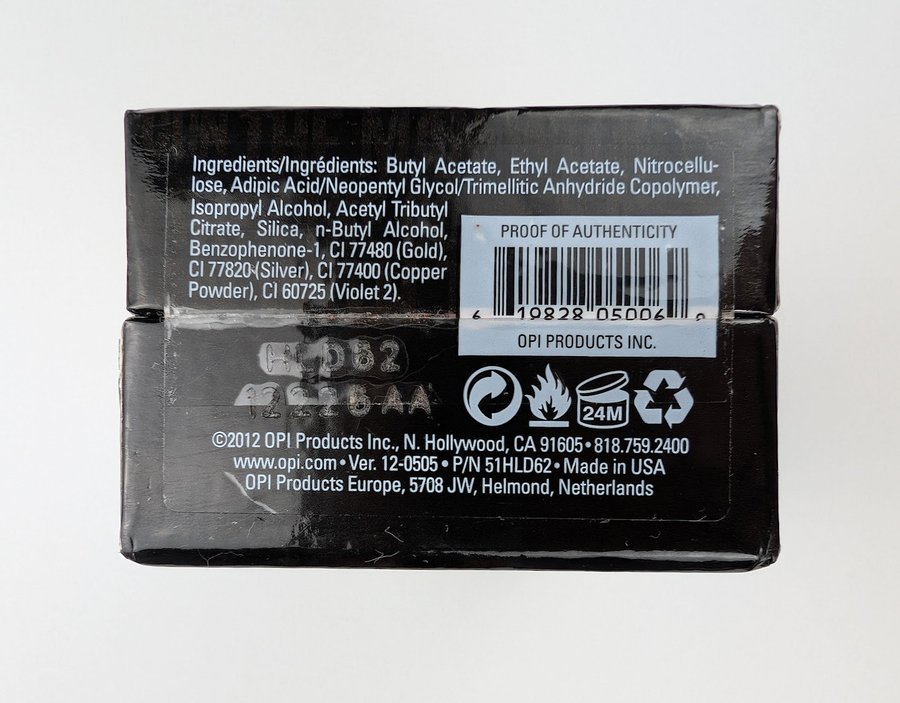 Ingredients/Ingrédients: Butyl Acetate, Ethyl Acetate, Nitrocellu-
lose, Adipic Acid/Neopentyl Glycol/Trimellitic Anhydride Copolymer,
Isopropyl Alcohol, Acetyl Tributyl
Citrate, Silica, n-Butyl Alcohol,
Benzophenone-1, CI 77480 (Gold),
CI 77820 (Silver), CI 77400 (Copper
Powder), CI 60725 (Violet 2).
PROOF OF AUTHENTICITY
6 19828 05006 9
OPI PRODUCTS INC.
24M
©2012 OPI Products Inc., N. Hollywood, CA 91605 • 818.759.2400
www.opi.com • Ver. 12-0505 • P/N 51HLD62 • Made in USA
OPI Products Europe, 5708 JW, Helmond, Netherlands